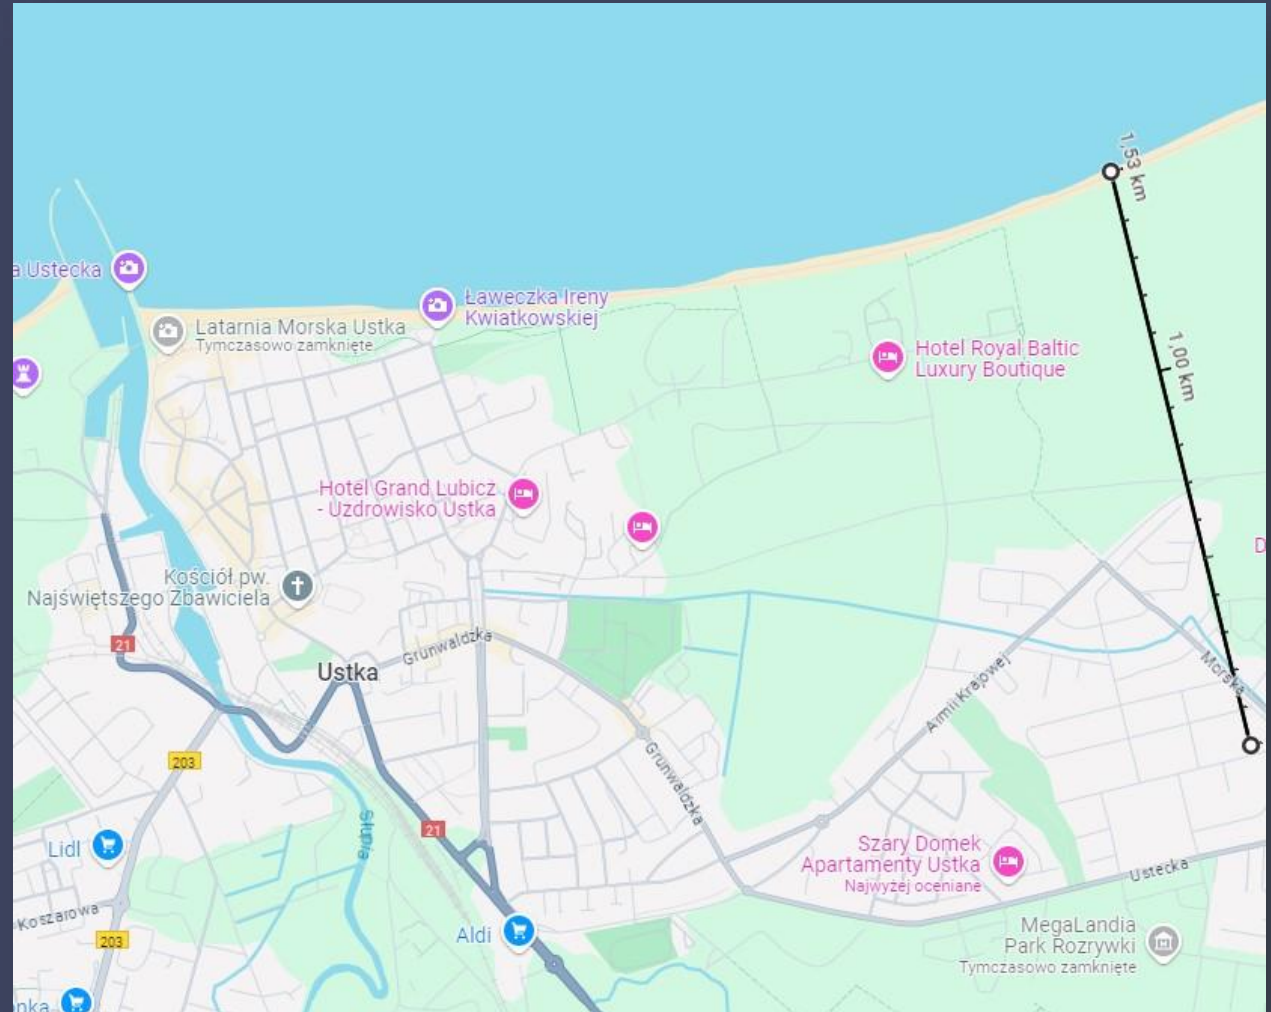 1,53 km
a Ustecka
Ławeczka Ireny
Kwiatkowskiej
Latarnia Morska Ustka
Tymczasowo zamknięte
1,00 km
Hotel Royal Baltic
Luxury Boutique
Hotel Grand Lubicz
- Uzdrowisko Ustka
D
Kościół pw.
Najświętszego Zbawiciela
21
Grunwaldzka
Ustka
Armii Krajowej
Morska
203
Grunwaldzka
21
Słupia
Lidl
Szary Domek
Apartamenty Ustka
Najwyżej oceniane
Ustecka
Koszarowa
203
Aldi
MegaLandia
Park Rozrywki
Tymczasowo zamknięte
onka